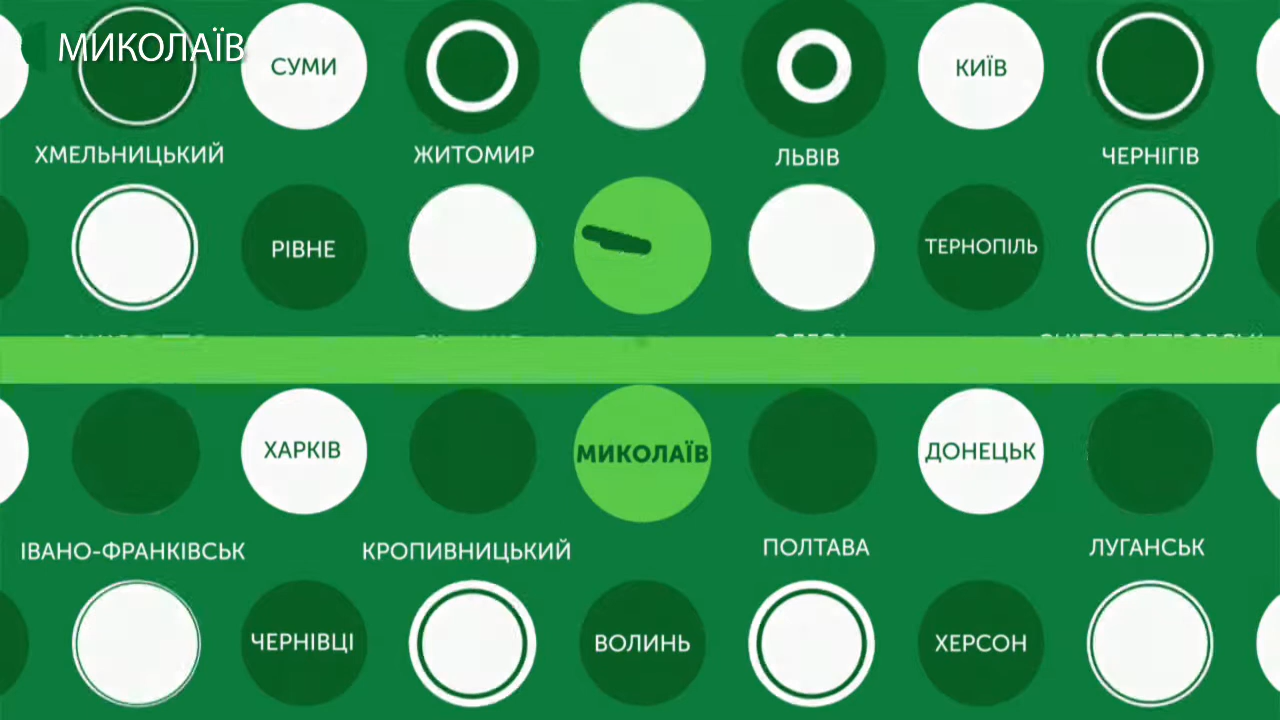 МИКОЛАЇВ
СУМИ
КИЇВ
ХМЕЛЬНИЦЬКИЙ
ЖИТОМИР
ЛЬВІВ
ЧЕРНІГІВ
РІВНЕ
ТЕРНОПІЛЬ
ХАРКІВ
МИКОЛАЇВ
ДОНЕЦЬК
ІВАНО-ФРАНКІВСЬК
КРОПИВНИЦЬКИЙ
ПОЛТАВА
ЛУГАНСЬК
ЧЕРНІВЦІ
ВОЛИНЬ
ХЕРСОН